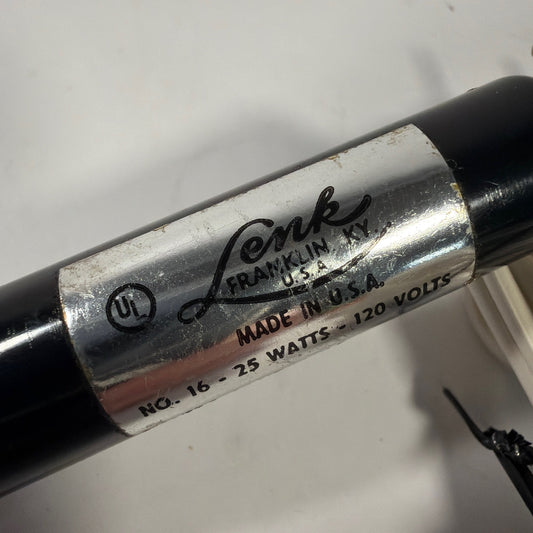 Lenk
FRANKLIN, KY.
U.S.A.
UL
MADE IN U.S.A.
NO. 16 - 25 WATTS - 120 VOLTS